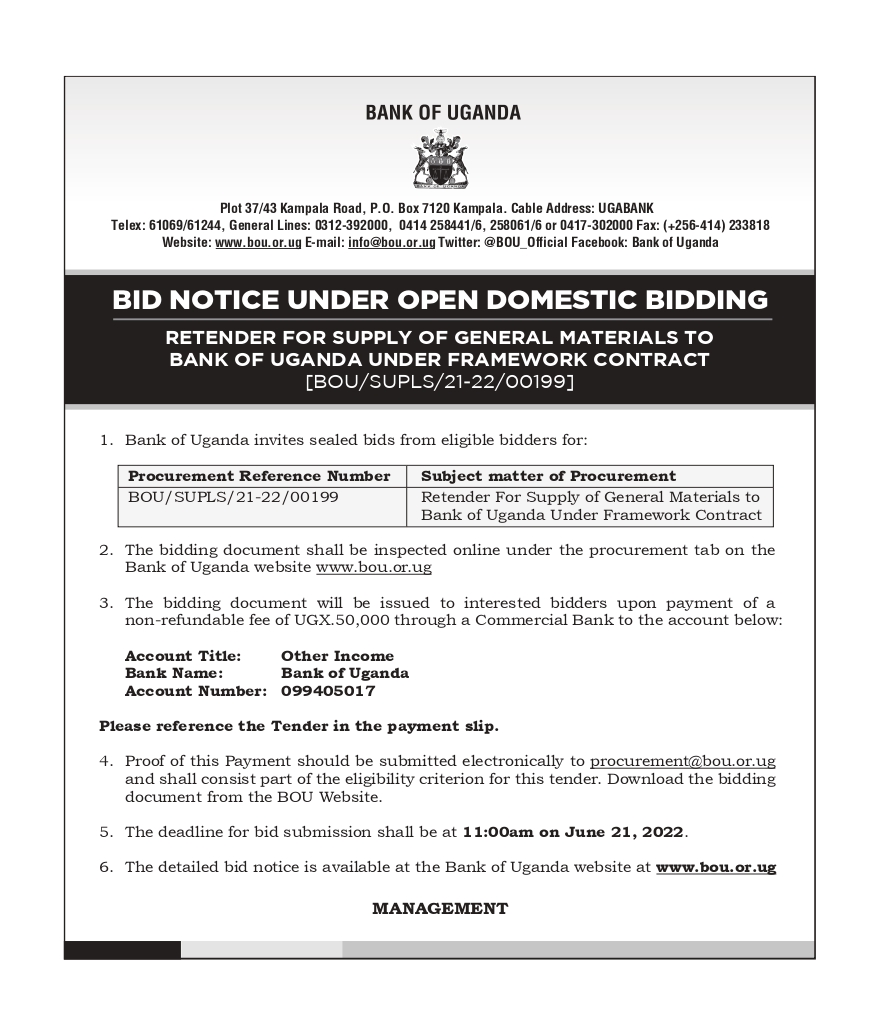 BANK OF UGANDA
Plot 37/43 Kampala Road, P.O. Box 7120 Kampala. Cable Address: UGABANK
Telex: 61069/61244, General Lines: 0312-392000, 0414 258441/6, 258061/6 or 0417-302000 Fax: (+256-414) 233818
Website: www.bou.or.ug E-mail: info@bou.or.ug Twitter: @BOU_Official Facebook: Bank of Uganda
BID NOTICE UNDER OPEN DOMESTIC BIDDING
RETENDER FOR SUPPLY OF GENERAL MATERIALS TO
BANK OF UGANDA UNDER FRAMEWORK CONTRACT
[BOU/SUPLS/21-22/00199]
1. Bank of Uganda invites sealed bids from eligible bidders for:
Procurement Reference Number Subject matter of Procurement
BOU/SUPLS/21-22/00199 Retender For Supply of General Materials to
Bank of Uganda Under Framework Contract
2. The bidding document shall be inspected online under the procurement tab on the
Bank of Uganda website www.bou.or.ug
3. The bidding document will be issued to interested bidders upon payment of a
non-refundable fee of UGX.50,000 through a Commercial Bank to the account below:
Account Title: Other Income
Bank Name: Bank of Uganda
Account Number: 099405017
Please reference the Tender in the payment slip.
4. Proof of this Payment should be submitted electronically to procurement@bou.or.ug
and shall consist part of the eligibility criterion for this tender. Download the bidding
document from the BOU Website.
5. The deadline for bid submission shall be at 11:00am on June 21, 2022.
6. The detailed bid notice is available at the Bank of Uganda website at www.bou.or.ug
MANAGEMENT